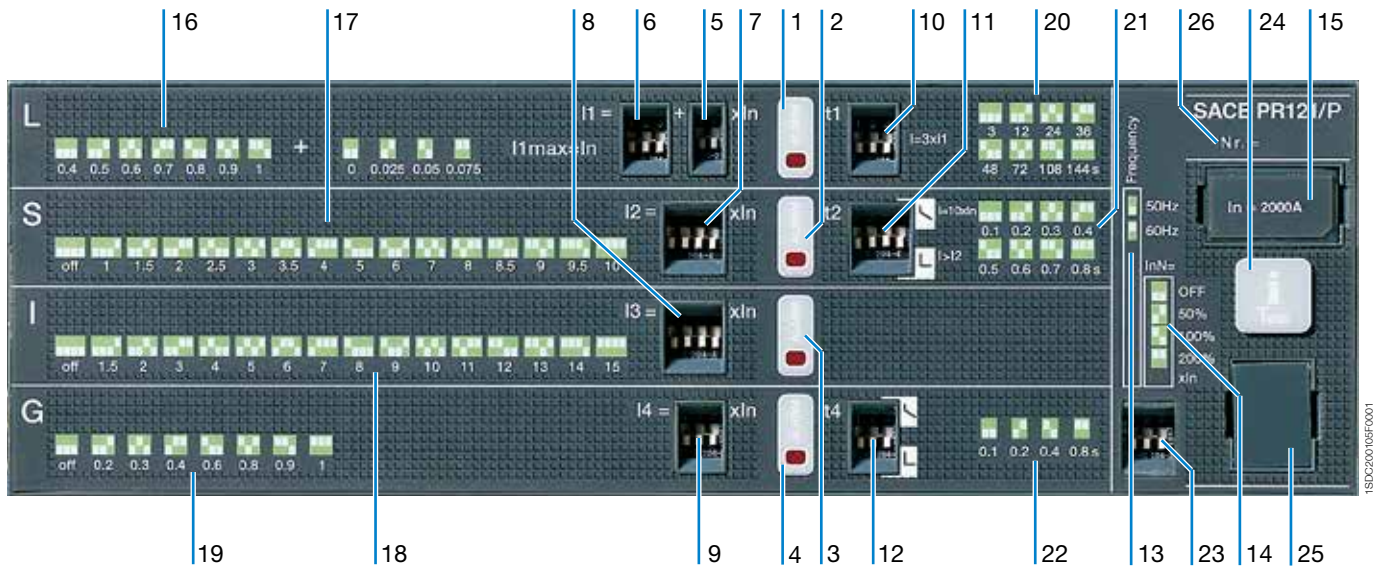 16 17 8 6 5 7 1 2 10 11 20 21 26 24 15
L I1 = + xIn t1 SACE PR121/P
I1max=In I=3xI1 Nr. =
0.4 0.5 0.6 0.7 0.8 0.9 1 + 0 0.025 0.05 0.075
3 12 24 36
48 72 108 144 s
Frequency
50Hz
60Hz
In = 2000A
S I2 = xIn t2 I=10xIn
0.1 0.2 0.3 0.4
I>I2
off 1 1.5 2 2.5 3 3.5 4 5 6 7 8 8.5 9 9.5 10
0.5 0.6 0.7 0.8 s
InN=
OFF
50%
100%
200%
xIn
i
Test
I I3 = xIn
off 1.5 2 3 4 5 6 7 8 9 10 11 12 13 14 15
G I4 = xIn t4
off 0.2 0.3 0.4 0.6 0.8 0.9 1
0.1 0.2 0.4 0.8 s
1SDC200105F0001
19 18 9 4 3 12 22 13 23 14 25